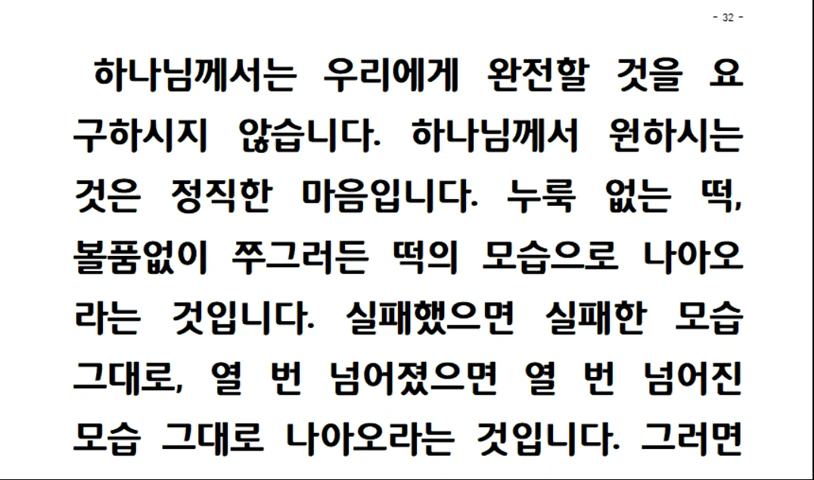 - 32 -
하나님께서는 우리에게 완전할 것을 요
구하시지 않습니다. 하나님께서 원하시는
것은 정직한 마음입니다. 누룩 없는 떡,
볼품없이 쭈그러든 떡의 모습으로 나아오
라는 것입니다. 실패했으면 실패한 모습
그대로, 열 번 넘어졌으면 열 번 넘어진
모습 그대로 나아오라는 것입니다. 그러면